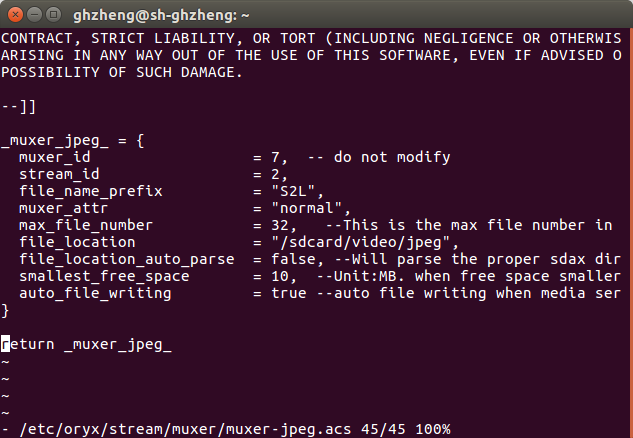 ghzheng@sh-ghzheng: ~
CONTRACT, STRICT LIABILITY, OR TORT (INCLUDING NEGLIGENCE OR OTHERWIS
ARISING IN ANY WAY OUT OF THE USE OF THIS SOFTWARE, EVEN IF ADVISED O
POSSIBILITY OF SUCH DAMAGE.
--]]
_muxer_jpeg_ = {
  muxer_id                  = 7,  -- do not modify
  stream_id                 = 2,
  file_name_prefix          = "S2L",
  muxer_attr                = "normal",
  max_file_number           = 32,   --This is the max file number in
  file_location             = "/sdcard/video/jpeg",
  file_location_auto_parse  = false, --Will parse the proper sdax dir
  smallest_free_space       = 10,  --Unit:MB. when free space smaller
  auto_file_writing         = true --auto file writing when media ser
}
return _muxer_jpeg_
~
~
~
~
- /etc/oryx/stream/muxer/muxer-jpeg.acs 45/45 100%